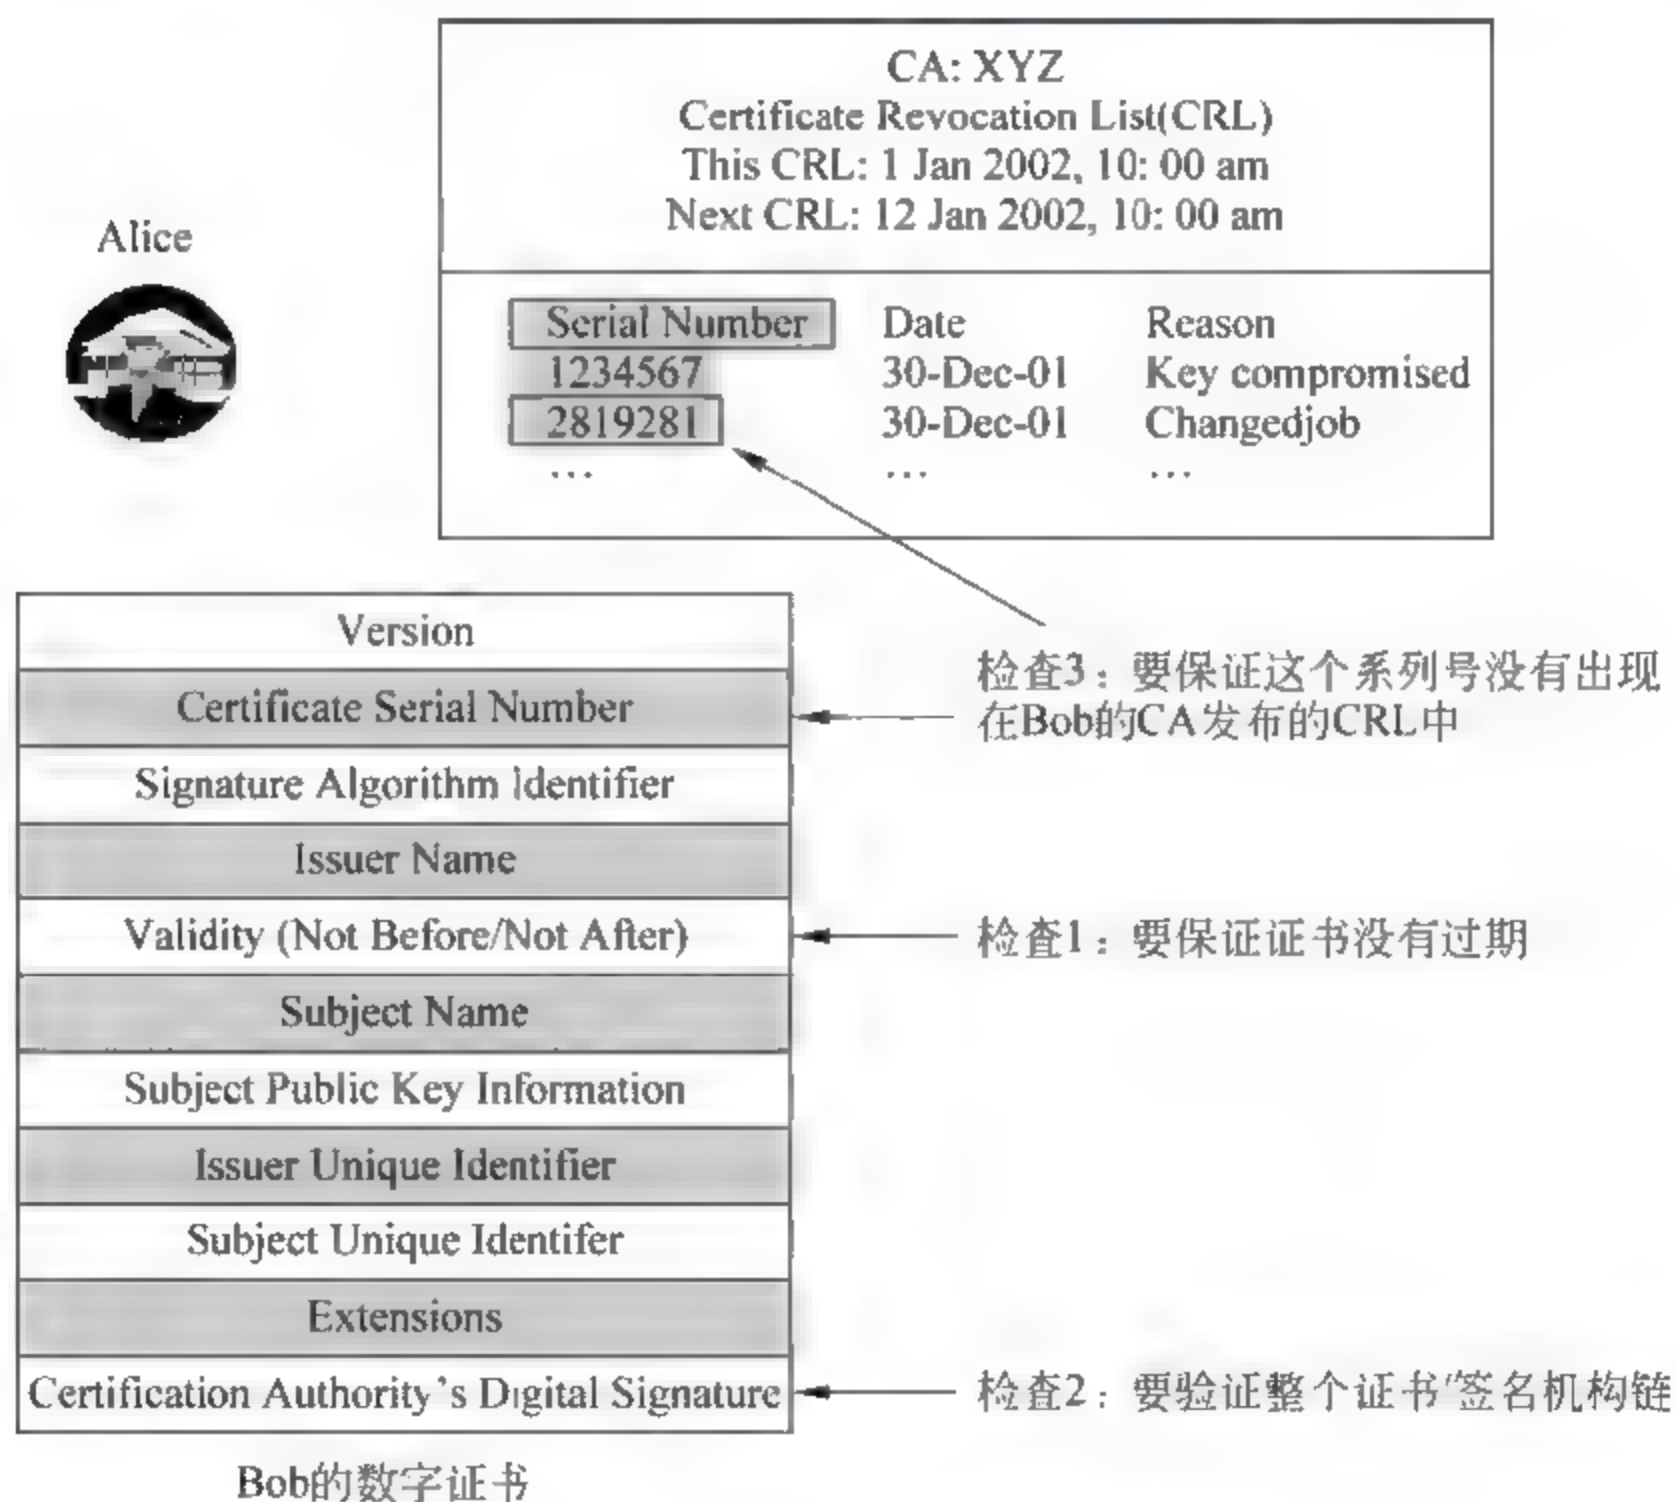 CA: XYZ
Certificate Revocation List(CRL)
This CRL: 1 Jan 2002, 10: 00 am
Next CRL: 12 Jan 2002, 10: 00 am
Alice
Serial Number Date Reason
1234567 30-Dec-01 Key compromised
2819281 30-Dec-01 Changedjob
… … …
Version
Certificate Serial Number
Signature Algorithm Identifier
Issuer Name
Validity (Not Before/Not After)
Subject Name
Subject Public Key Information
Issuer Unique Identifier
Subject Unique Identifer
Extensions
Certification Authority's Digital Signature
Bob的数字证书
检查3：要保证这个系列号没有出现
在Bob的CA发布的CRL中
检查1：要保证证书没有过期
检查2：要验证整个证书"签名机构链